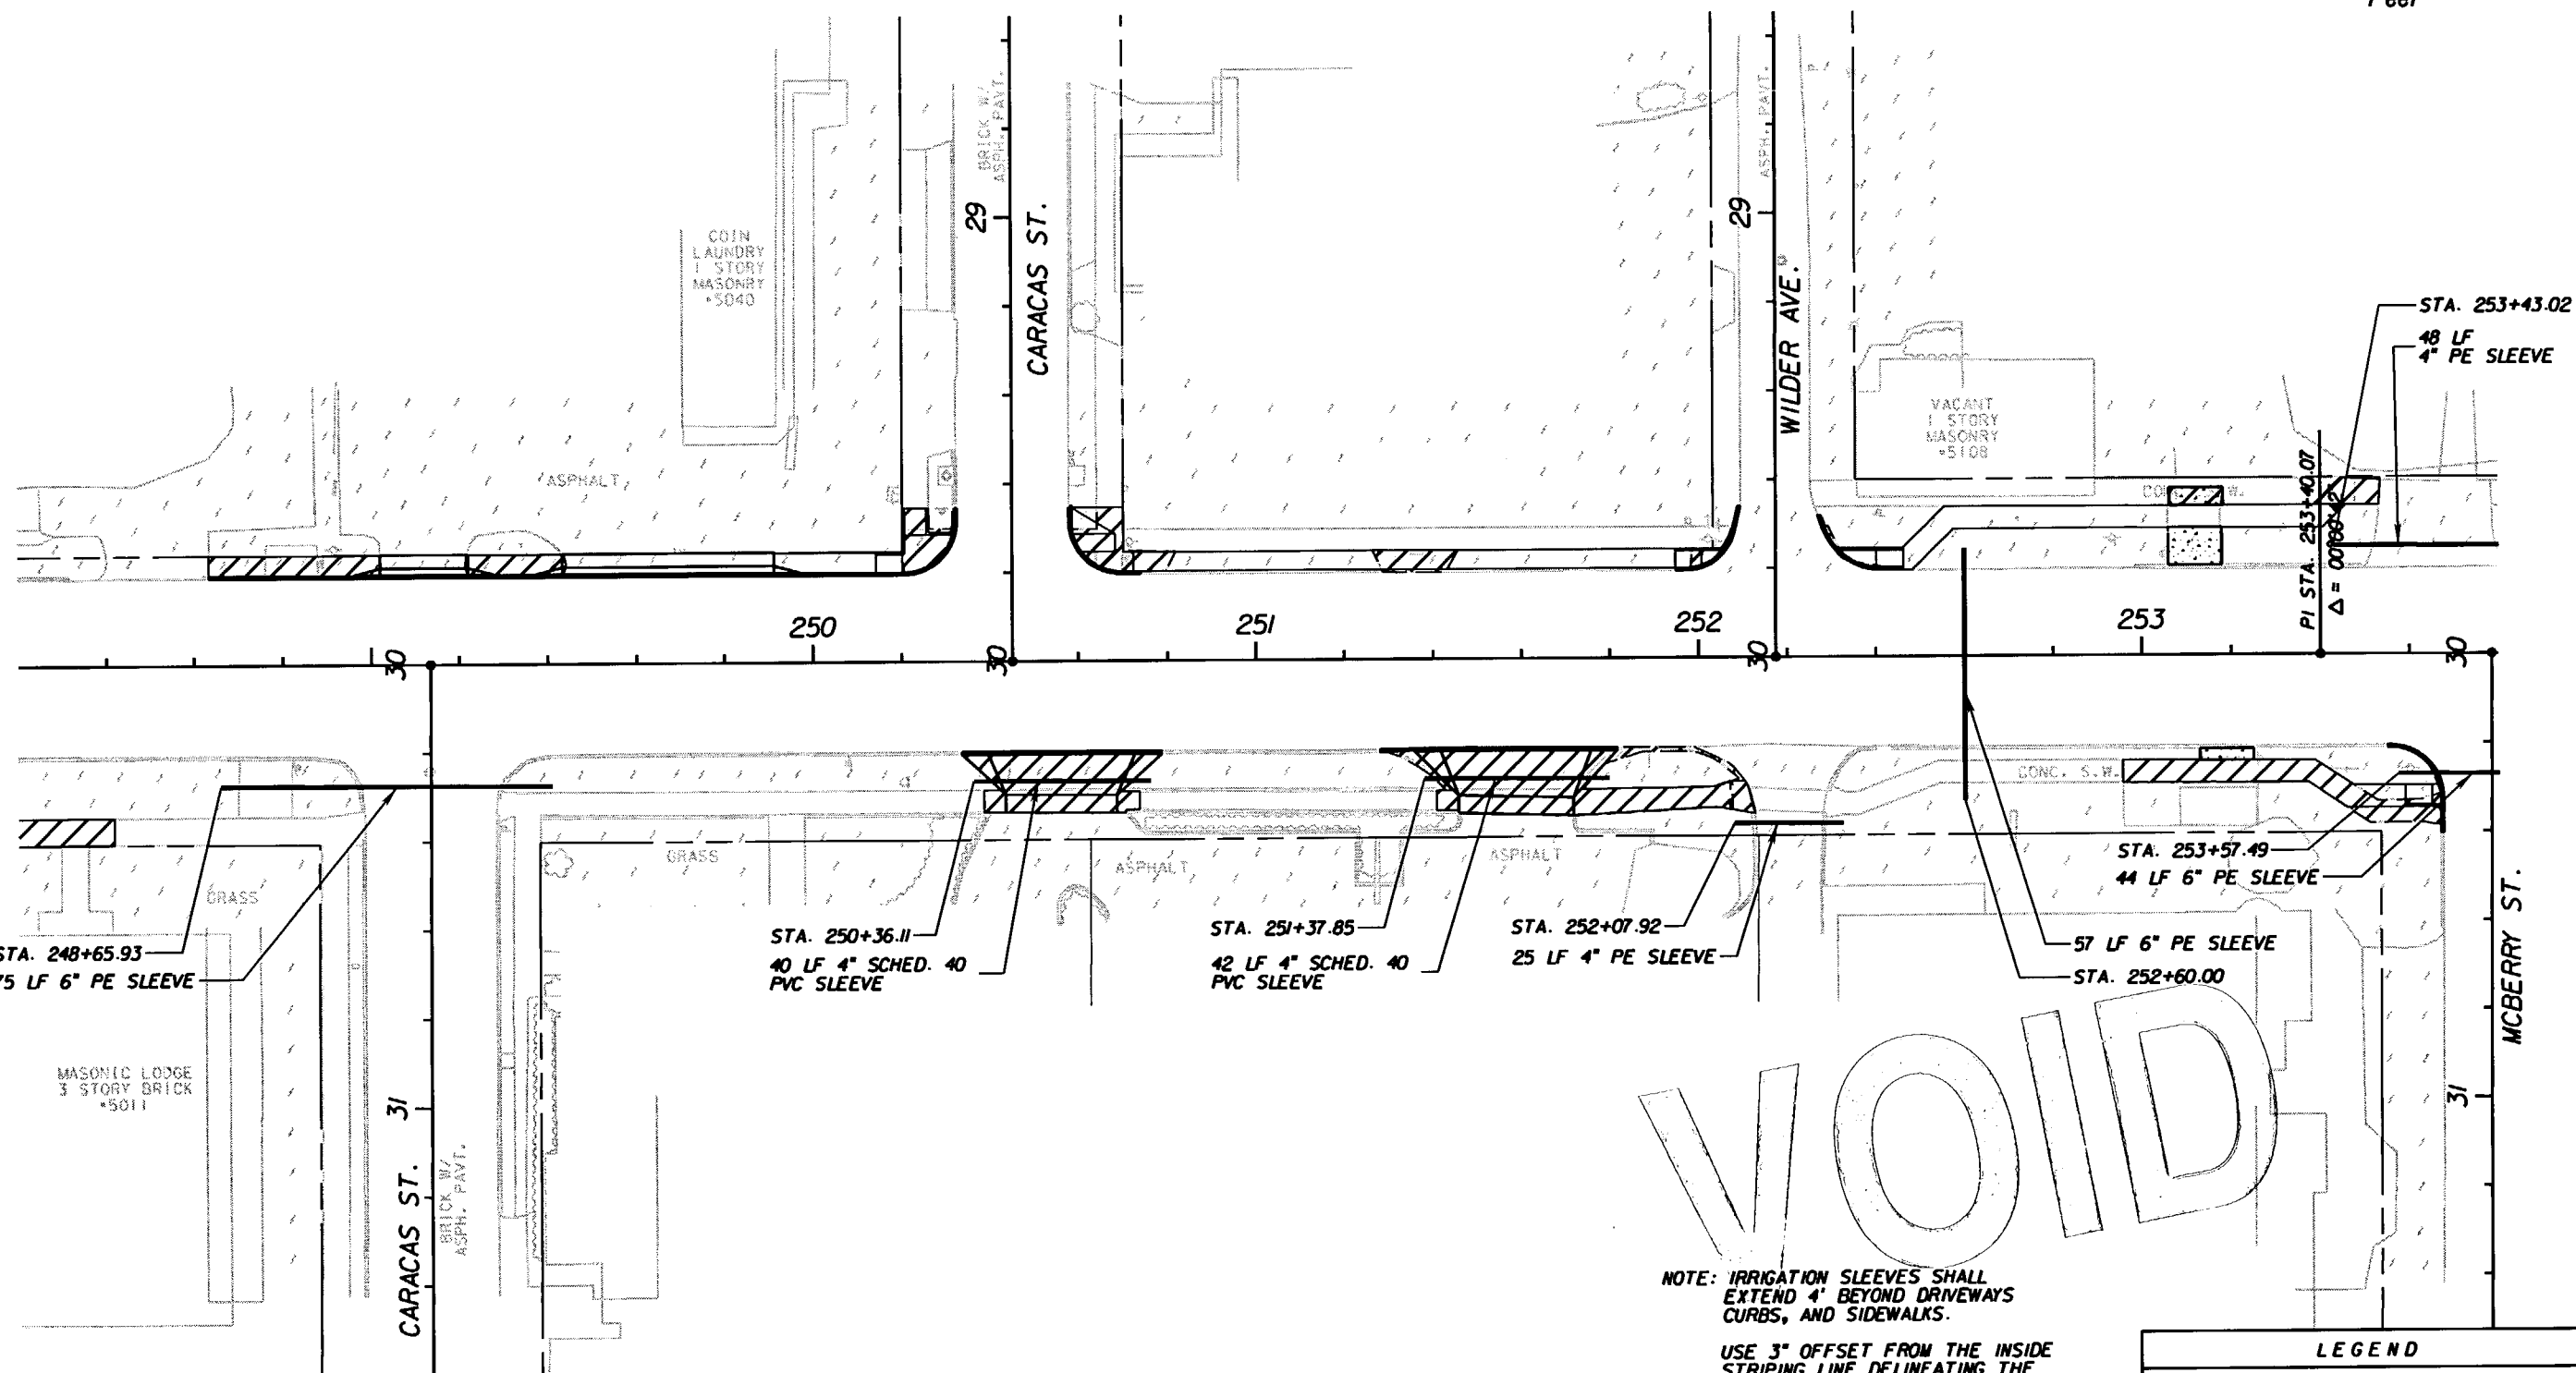 BRICK W/
ASPH. PAVT.
ASPH. PAVT.
29
CARACAS ST.
29
WILDER AVE.
COIN
LAUNDRY
1 STORY
MASONRY
*5040
STA. 253+43.02
48 LF
4" PE SLEEVE
VACANT
1 STORY
MASONRY
*5108
ASPHALT
PI STA. 253+40.07
250
251
252
253
30
30
30
30
CONC. S.W.
GRASS
ASPHALT
ASPHALT
GRASS
STA. 248+65.93
75 LF 6" PE SLEEVE
STA. 250+36.11
40 LF 4" SCHED. 40
PVC SLEEVE
STA. 251+37.85
42 LF 4" SCHED. 40
PVC SLEEVE
STA. 252+07.92
25 LF 4" PE SLEEVE
STA. 253+57.49
44 LF 6" PE SLEEVE
57 LF 6" PE SLEEVE
STA. 252+60.00
MCBERRY ST.
MASONIC LODGE
3 STORY BRICK
*5011
31
31
CARACAS ST.
BRICK W/
ASPH. PAVT.
VOID
NOTE: IRRIGATION SLEEVES SHALL
EXTEND 4' BEYOND DRIVEWAYS
CURBS, AND SIDEWALKS.
USE 3" OFFSET FROM THE INSIDE
STRIPING LINE DELINEATING THE
LEGEND